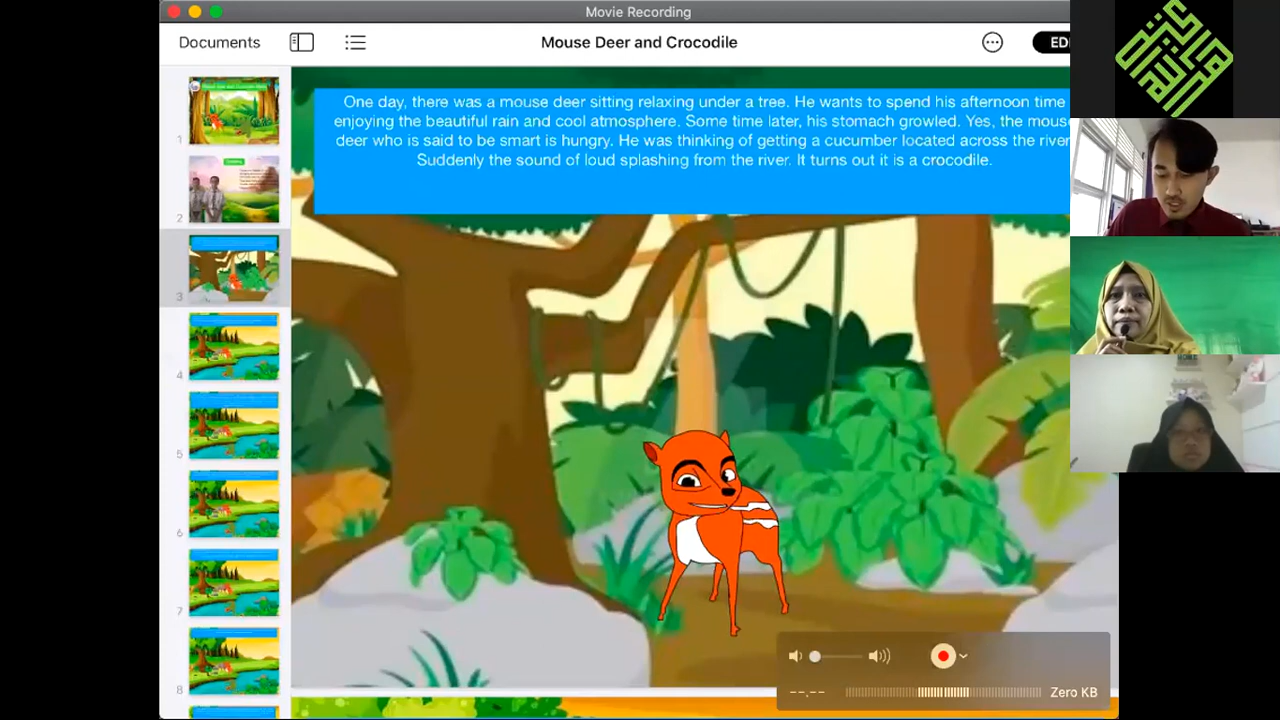 Movie Recording
Documents
Mouse Deer and Crocodile
One day, there was a mouse deer sitting relaxing under a tree. He wants to spend his afternoon time
enjoying the beautiful rain and cool atmosphere. Some time later, his stomach growled. Yes, the mouse
deer who is said to be smart is hungry. He was thinking of getting a cucumber located across the river
Suddenly the sound of loud splashing from the river. It turns out it is a crocodile.
1
2
3
4
5
6
7
8
--,--
Zero KB